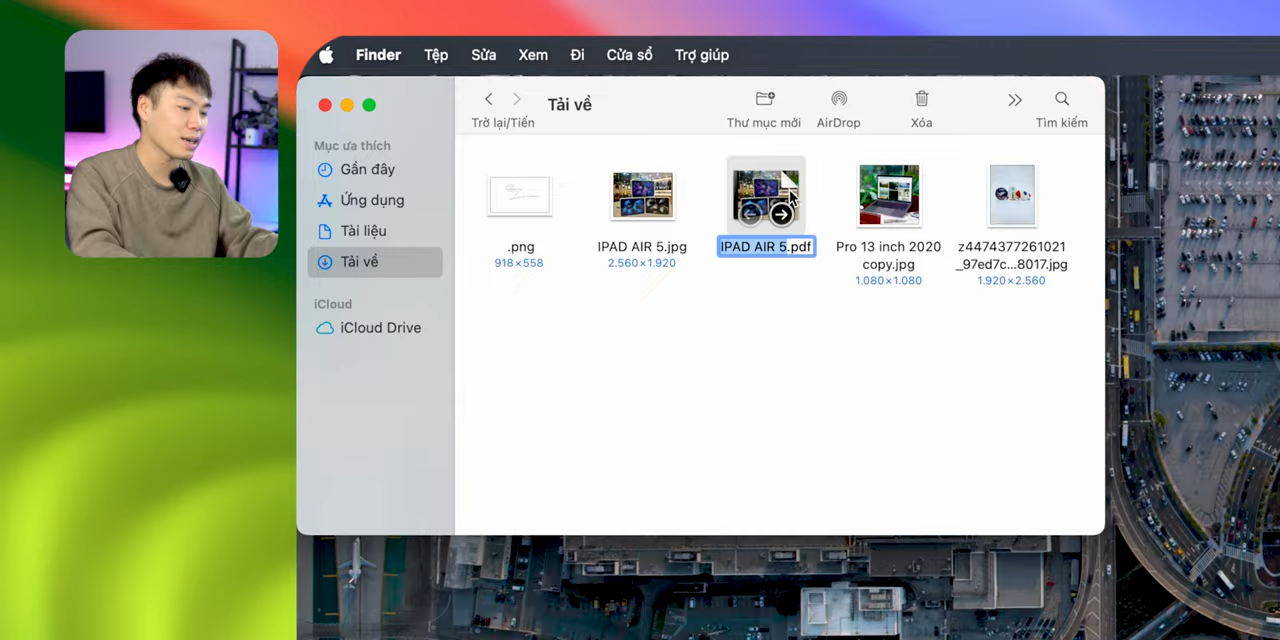 Finder Tệp Sửa Xem Đi Cửa sổ Trợ giúp
Tải về
Trở lại/Tiến Thư mục mới AirDrop Xóa Tìm kiếm
Mục ưa thích
Gần đây
Ứng dụng
Tài liệu
Tải về
iCloud
iCloud Drive
.png
918×558
IPAD AIR 5.jpg
2.560×1.920
IPAD AIR 5.pdf
Pro 13 inch 2020
copy.jpg
1.080×1.080
z4474377261021
_97ed7c...8017.jpg
1.920×2.560